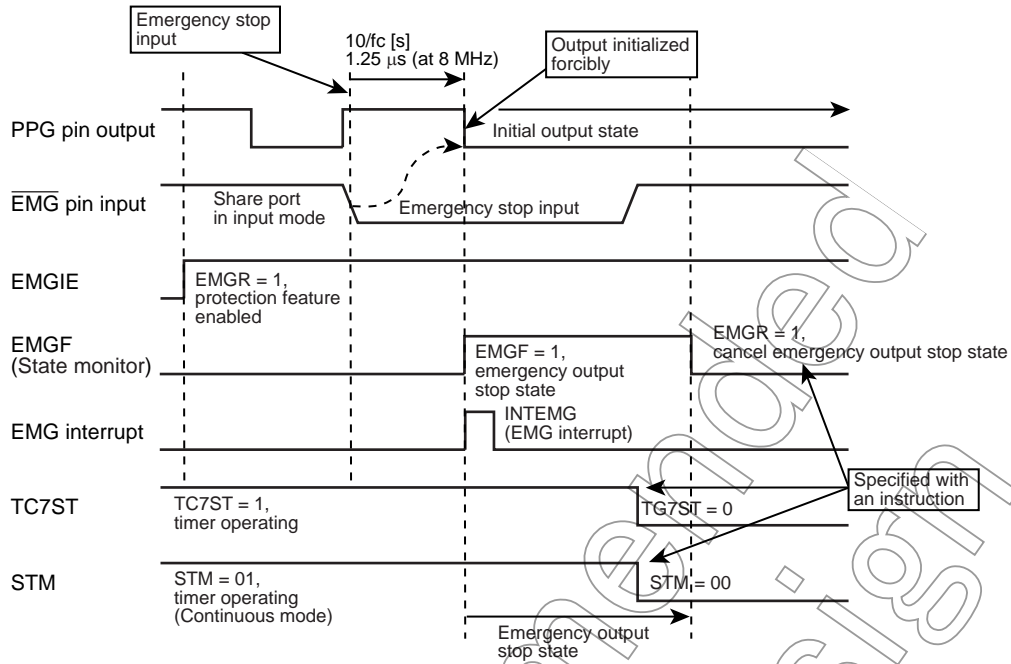 Emergency stop
input
10/fc [s]
1.25 μs (at 8 MHz)
Output initialized
forcibly
PPG pin output
Initial output state
EMG pin input
Share port
in input mode
Emergency stop input
EMGIE
EMGR = 1,
protection feature
enabled
EMGF
(State monitor)
EMGF = 1,
emergency output
stop state
EMGR = 1,
cancel emergency output stop state
EMG interrupt
INTEMG
(EMG interrupt)
Specified with
an instruction
TC7ST
TC7ST = 1,
timer operating
TG7ST = 0
STM
STM = 01,
timer operating
(Continuous mode)
STM = 00
Emergency output
stop state